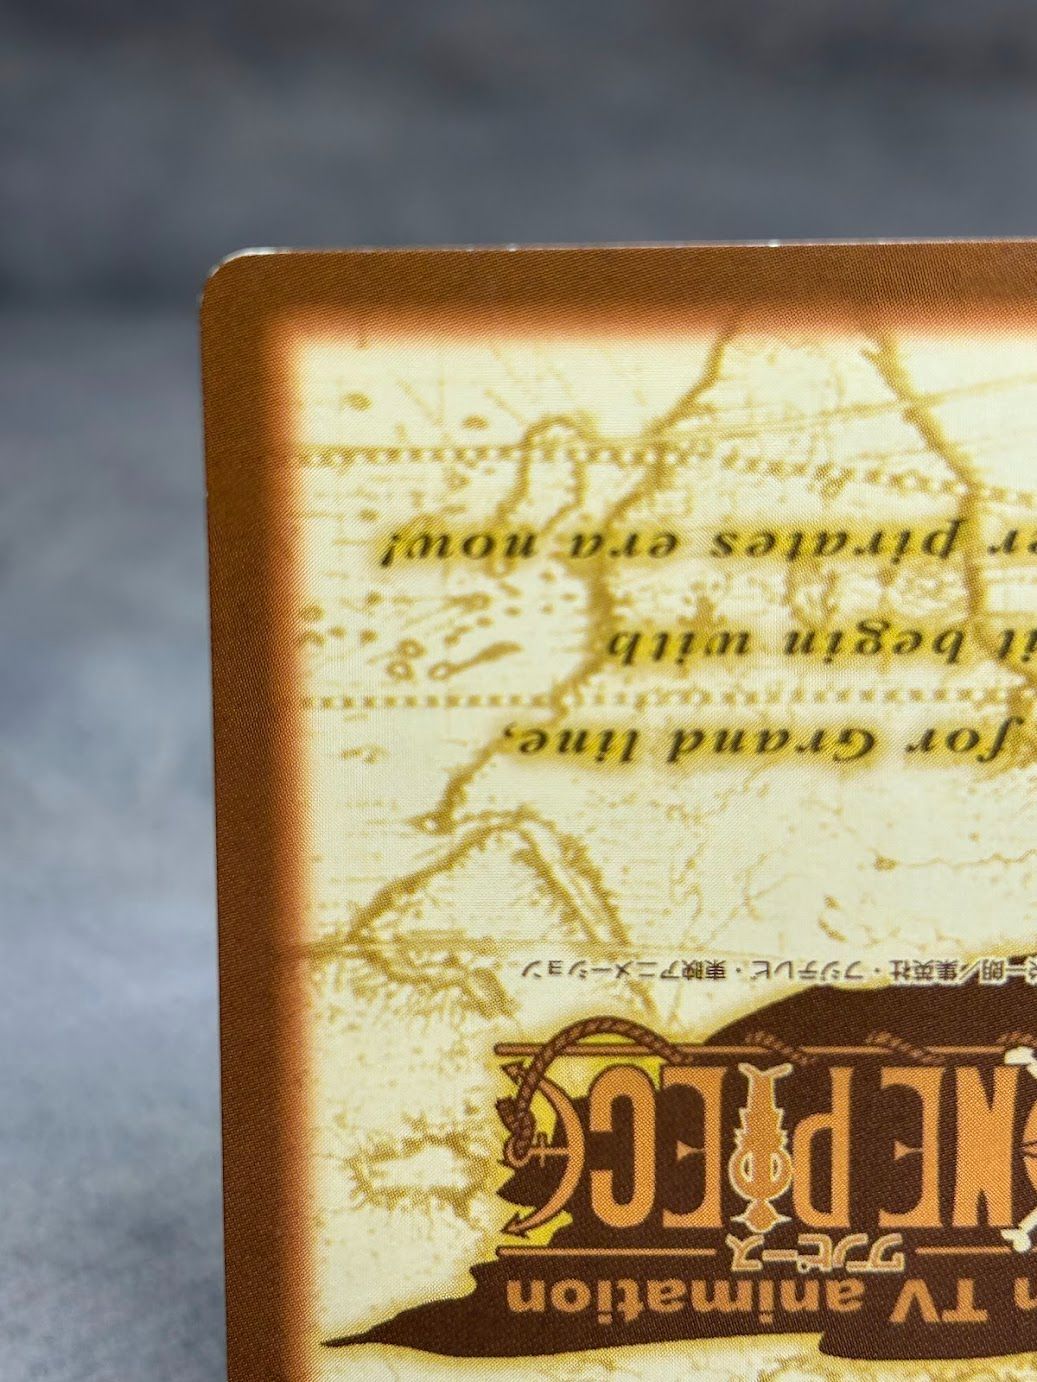 TV animation
ワンピース
ONE PIECE
一朗／集英社・フジテレビ・東映アニメーション
for Grand line,
it begin with
er pirates era now!